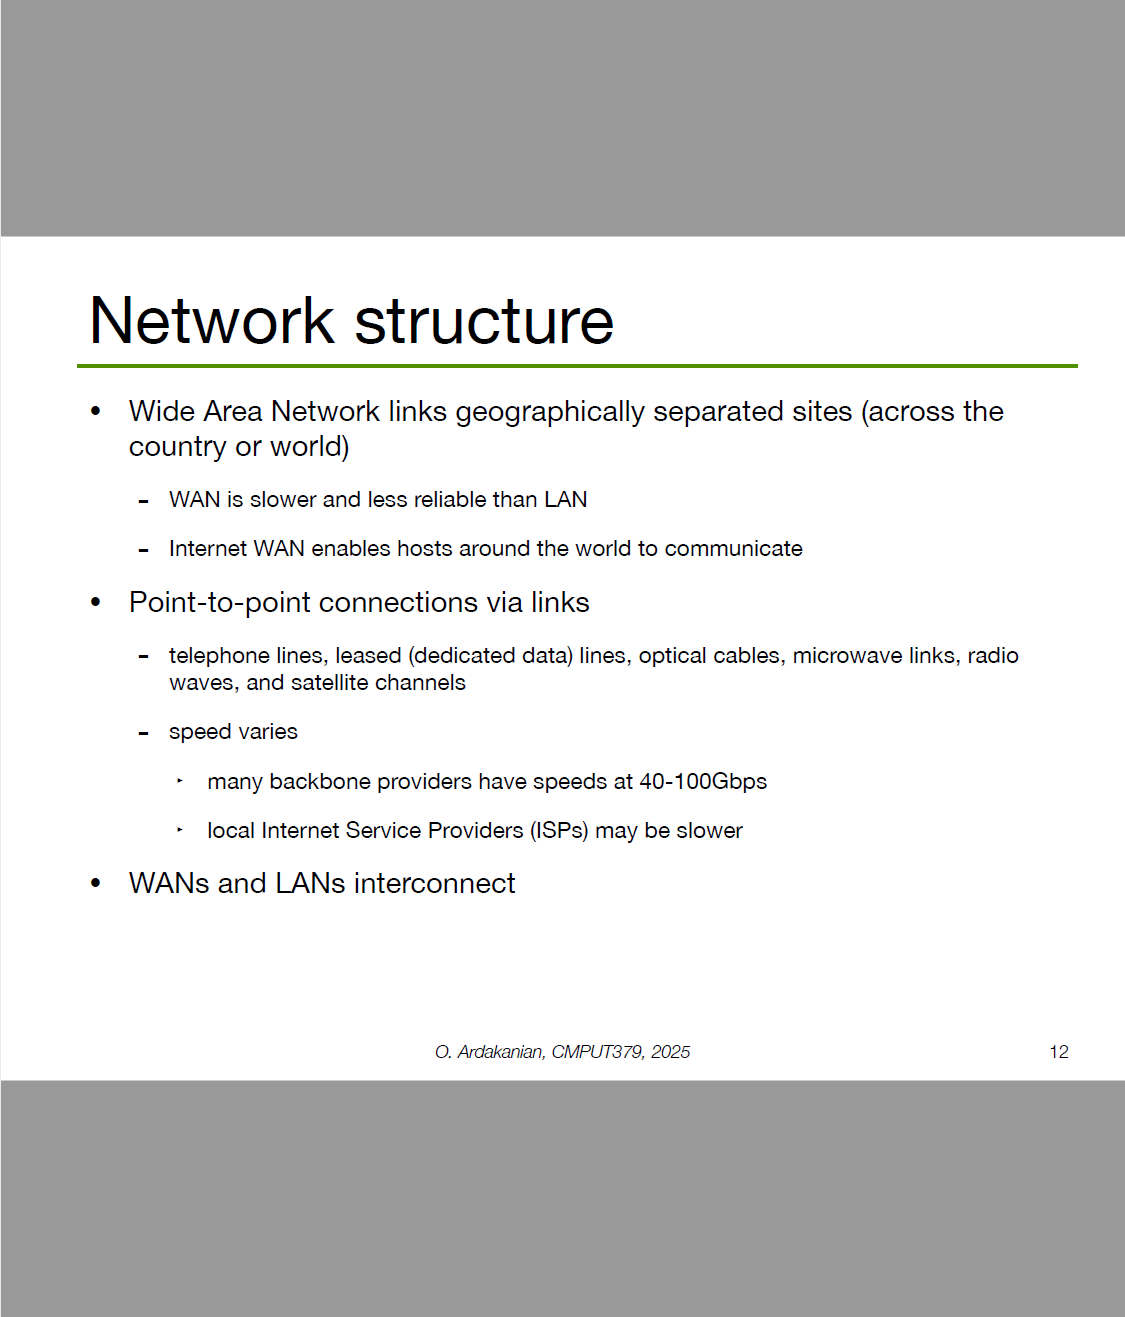 Network structure
• Wide Area Network links geographically separated sites (across the
country or world)
- WAN is slower and less reliable than LAN
- Internet WAN enables hosts around the world to communicate
• Point-to-point connections via links
- telephone lines, leased (dedicated data) lines, optical cables, microwave links, radio
waves, and satellite channels
- speed varies
‣ many backbone providers have speeds at 40-100Gbps
‣ local Internet Service Providers (ISPs) may be slower
• WANs and LANs interconnect
O. Ardakanian, CMPUT379, 2025
12